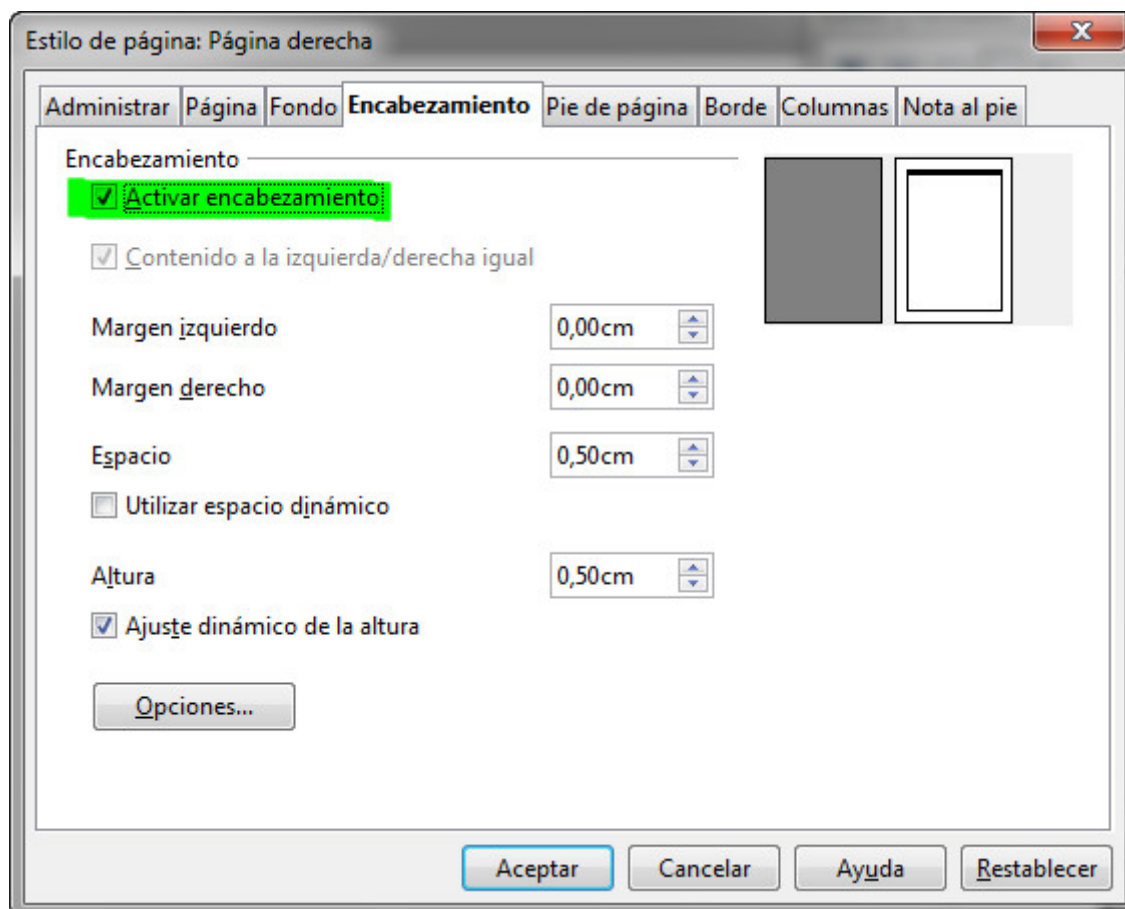 Estilo de página: Página derecha
Administrar Página Fondo Encabezamiento Pie de página Borde Columnas Nota al pie
Encabezamiento
Activar encabezamiento
Contenido a la izquierda/derecha igual
Margen izquierdo 0,00cm
Margen derecho 0,00cm
Espacio 0,50cm
Utilizar espacio dinámico
Altura 0,50cm
Ajuste dinámico de la altura
Opciones...
Aceptar Cancelar Ayuda Restablecer